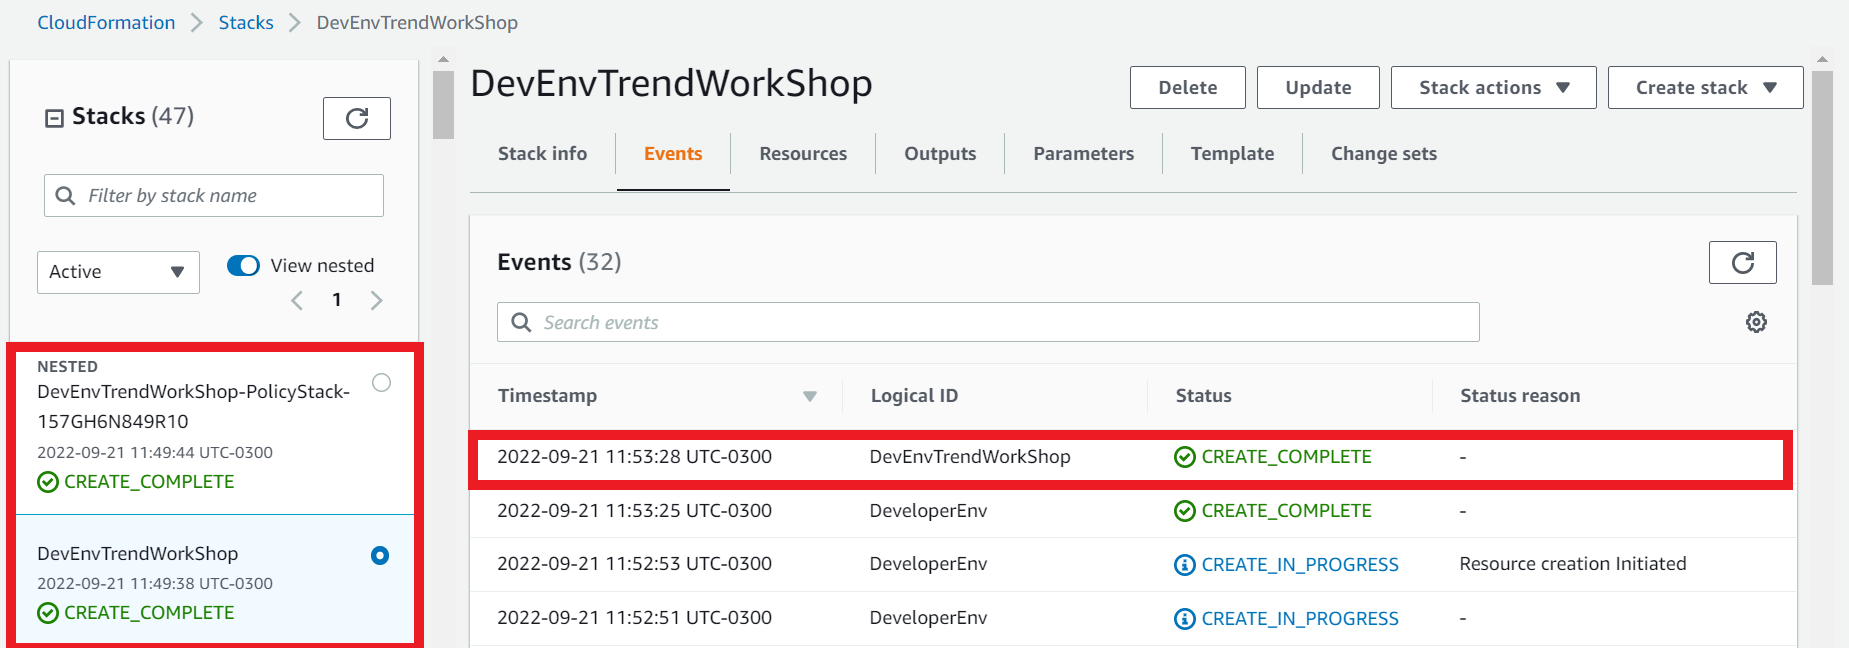 CloudFormation > Stacks > DevEnvTrendWorkShop
Stacks (47)
Filter by stack name
Active
View nested
1
NESTED
DevEnvTrendWorkShop-PolicyStack-
157GH6N849R10
2022-09-21 11:49:44 UTC-0300
CREATE_COMPLETE
DevEnvTrendWorkShop
2022-09-21 11:49:38 UTC-0300
CREATE_COMPLETE
DevEnvTrendWorkShop
Delete Update Stack actions Create stack
Stack info Events Resources Outputs Parameters Template Change sets
Events (32)
Search events
Timestamp Logical ID Status Status reason
2022-09-21 11:53:28 UTC-0300 DevEnvTrendWorkShop CREATE_COMPLETE -
2022-09-21 11:53:25 UTC-0300 DeveloperEnv CREATE_COMPLETE -
2022-09-21 11:52:53 UTC-0300 DeveloperEnv CREATE_IN_PROGRESS Resource creation Initiated
2022-09-21 11:52:51 UTC-0300 DeveloperEnv CREATE_IN_PROGRESS -